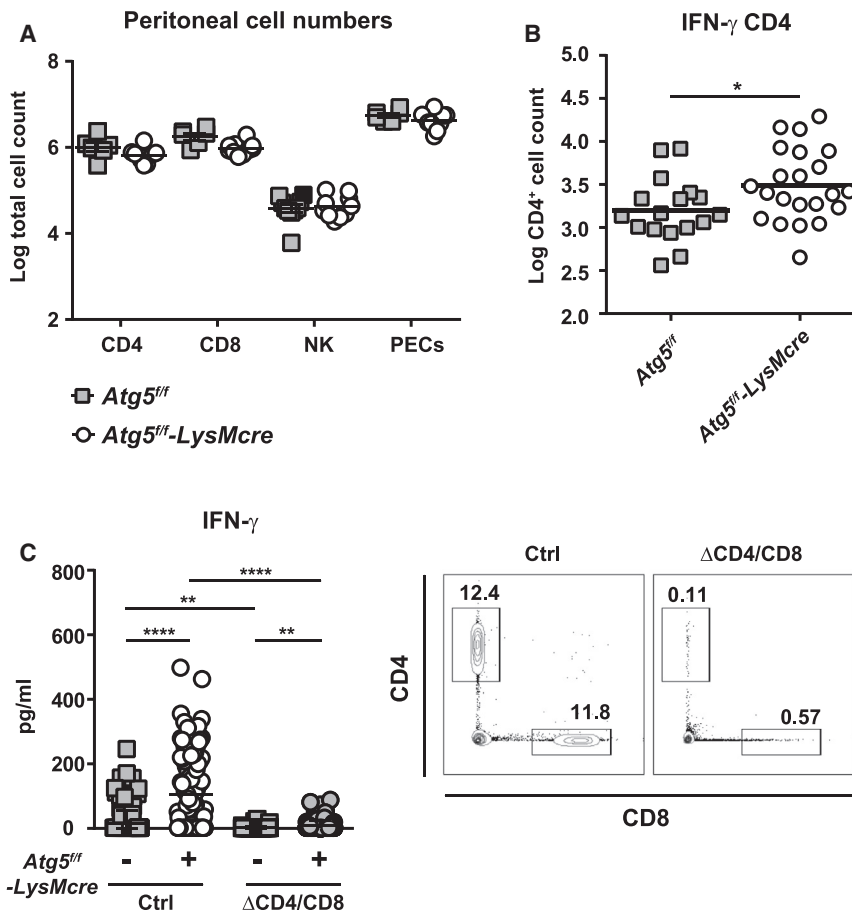 A
Peritoneal cell numbers
Log total cell count
8
6
4
2
CD4 CD8 NK PECs
Atg5f/f
Atg5f/f-LysMcre
B
IFN-γ CD4
Log CD4+ cell count
5.0
4.5
4.0
3.5
3.0
2.5
2.0
*
Atg5f/f
Atg5f/f-LysMcre
C
IFN-γ
pg/ml
800
600
400
200
0
****
**
**** **
Atg5f/f
-LysMcre
- + - +
Ctrl ΔCD4/CD8
Ctrl ΔCD4/CD8
CD4
12.4 0.11
11.8 0.57
CD8